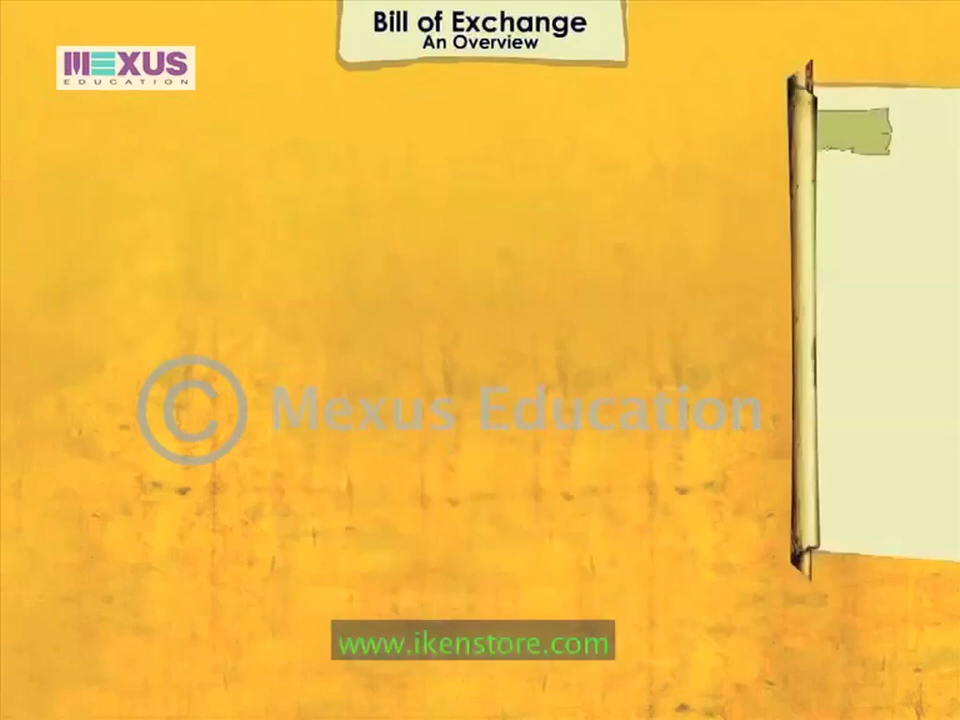 Bill of Exchange
An Overview
MEXUS
EDUCATION
© Mexus Education
www.ikenstore.com